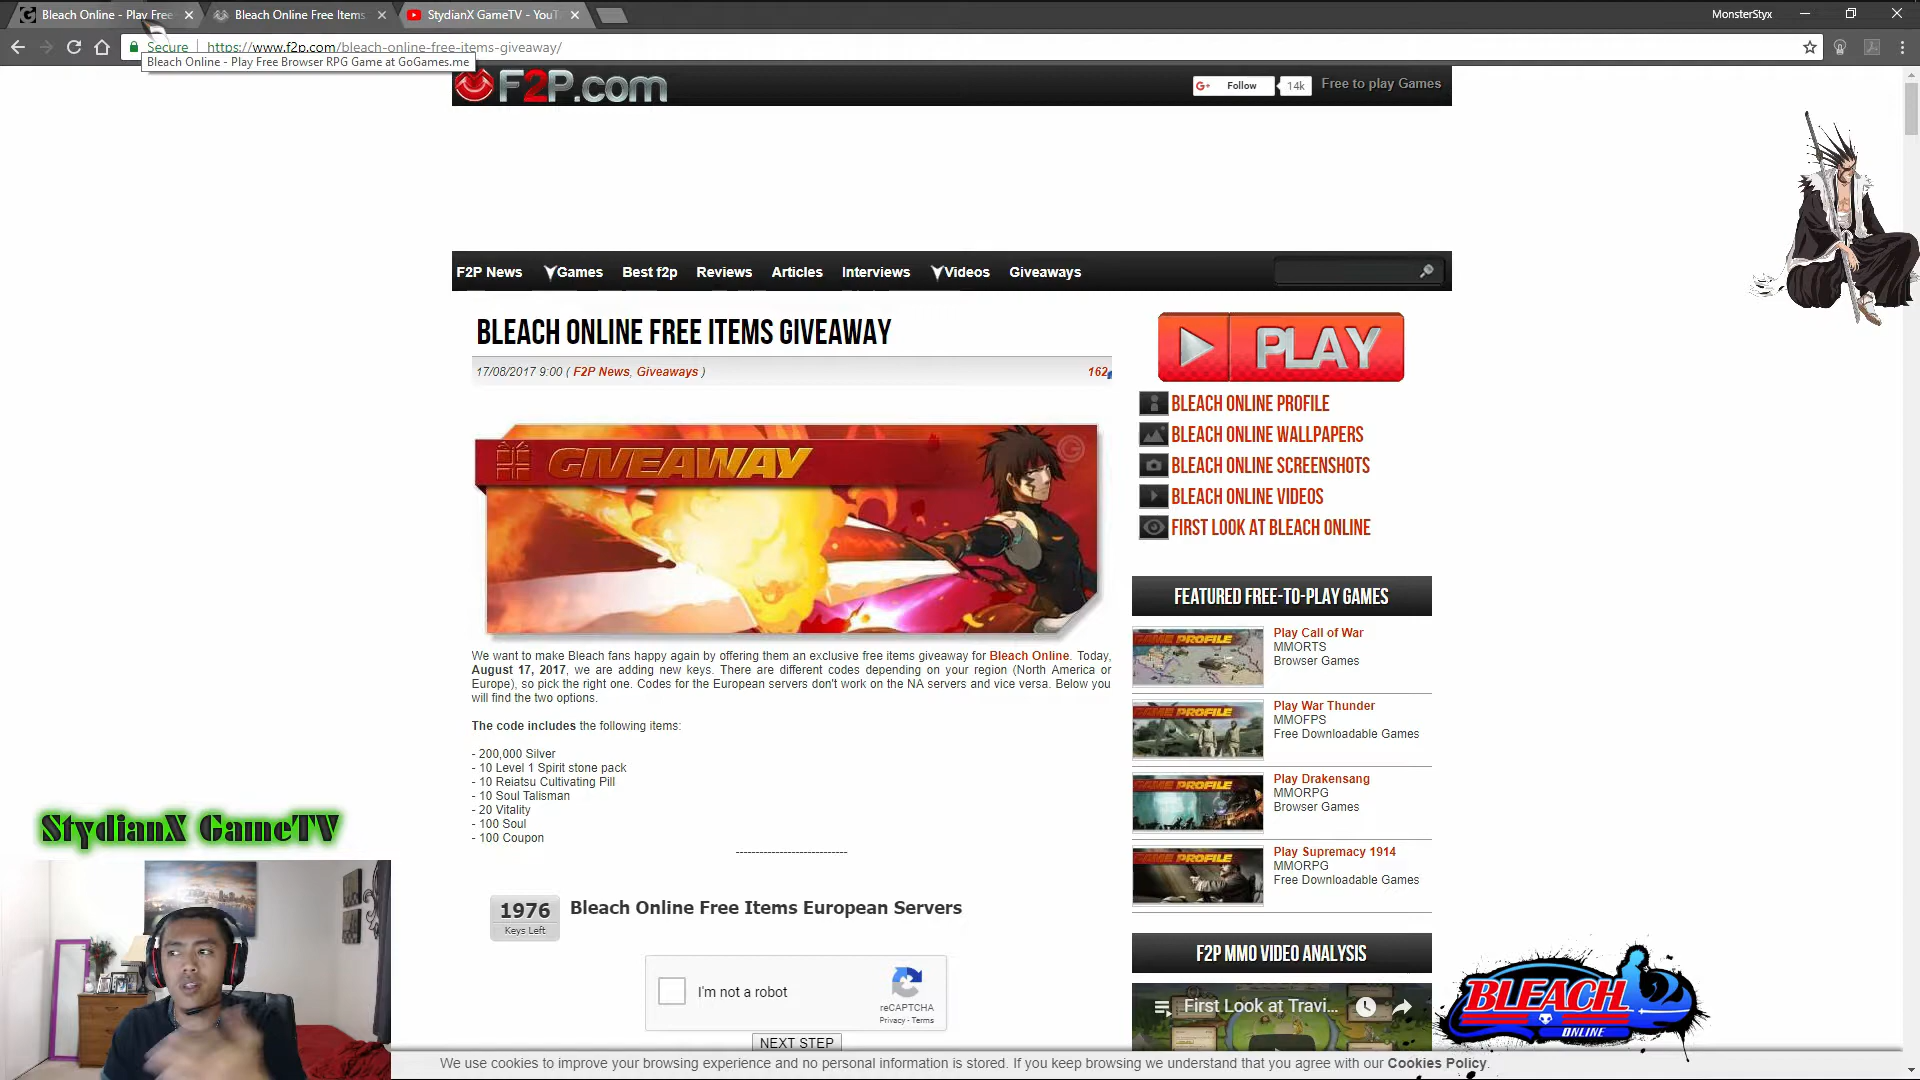 Bleach Online - Play Free
Bleach Online Free Items
StydianX GameTV - YouT
MonsterStyx
Secure
https://www.f2p.com/bleach-online-free-items-giveaway/
Bleach Online - Play Free Browser RPG Game at GoGames.me
F2P.com
G+ Follow 14k
Free to play Games
F2P News Games Best f2p Reviews Articles Interviews Videos Giveaways
BLEACH ONLINE FREE ITEMS GIVEAWAY
17/08/2017 9:00 ( F2P News, Giveaways )
162
GIVEAWAY
We want to make Bleach fans happy again by offering them an exclusive free items giveaway for Bleach Online. Today,
August 17, 2017, we are adding new keys. There are different codes depending on your region (North America or
Europe), so pick the right one. Codes for the European servers don't work on the NA servers and vice versa. Below you
will find the two options.
The code includes the following items:
- 200,000 Silver
- 10 Level 1 Spirit stone pack
- 10 Reiatsu Cultivating Pill
- 10 Soul Talisman
- 20 Vitality
- 100 Soul
- 100 Coupon
----------------------------
1976
Keys Left
Bleach Online Free Items European Servers
I'm not a robot
reCAPTCHA
Privacy - Terms
NEXT STEP
PLAY
BLEACH ONLINE PROFILE
BLEACH ONLINE WALLPAPERS
BLEACH ONLINE SCREENSHOTS
BLEACH ONLINE VIDEOS
FIRST LOOK AT BLEACH ONLINE
FEATURED FREE-TO-PLAY GAMES
GAME PROFILE
Play Call of War
MMORTS
Browser Games
GAME PROFILE
Play War Thunder
MMOFPS
Free Downloadable Games
GAME PROFILE
Play Drakensang
MMORPG
Browser Games
GAME PROFILE
Play Supremacy 1914
MMORPG
Free Downloadable Games
F2P MMO VIDEO ANALYSIS
First Look at Travi...
StydianX GameTV
BLEACH
ONLINE
We use cookies to improve your browsing experience and no personal information is stored. If you keep browsing we understand that you agree with our Cookies Policy.